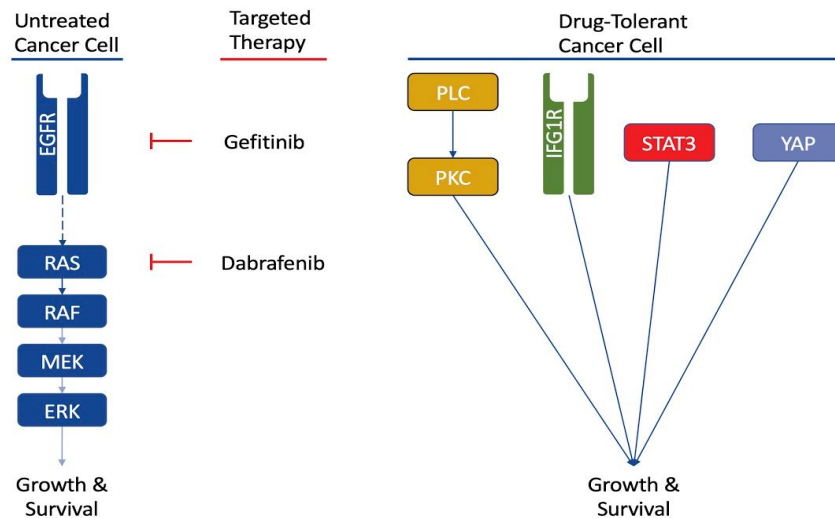 Untreated
Cancer Cell
Targeted
Therapy
Drug-Tolerant
Cancer Cell
EGFR
Gefitinib
RAS
Dabrafenib
RAF
MEK
ERK
Growth &
Survival
PLC
PKC
IFG1R
STAT3
YAP
Growth &
Survival